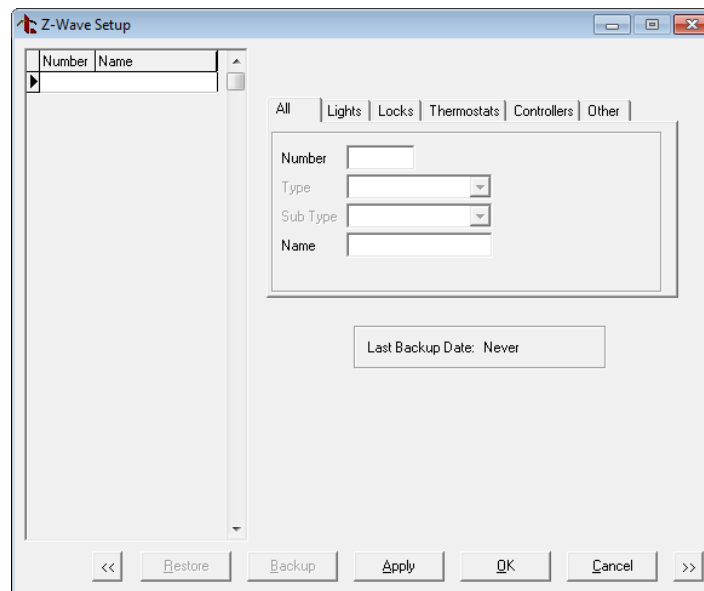 Z-Wave Setup
Number Name
All Lights Locks Thermostats Controllers Other
Number
Type
Sub Type
Name
Last Backup Date: Never
<< Restore Backup Apply OK Cancel >>